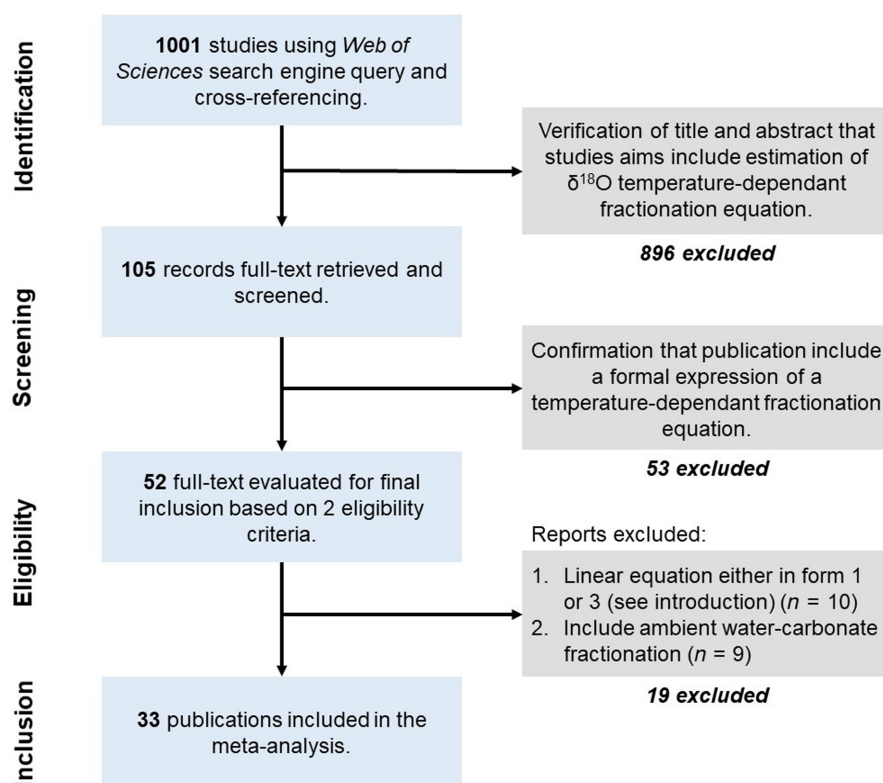 Identification
1001 studies using Web of
Sciences search engine query and
cross-referencing.
Verification of title and abstract that
studies aims include estimation of
δ¹⁸O temperature-dependant
fractionation equation.
896 excluded
Screening
105 records full-text retrieved and
screened.
Confirmation that publication include
a formal expression of a
temperature-dependant fractionation
equation.
53 excluded
Eligibility
52 full-text evaluated for final
inclusion based on 2 eligibility
criteria.
Reports excluded:
1. Linear equation either in form 1
or 3 (see introduction) (n = 10)
2. Include ambient water-carbonate
fractionation (n = 9)
19 excluded
nclusion
33 publications included in the
meta-analysis.